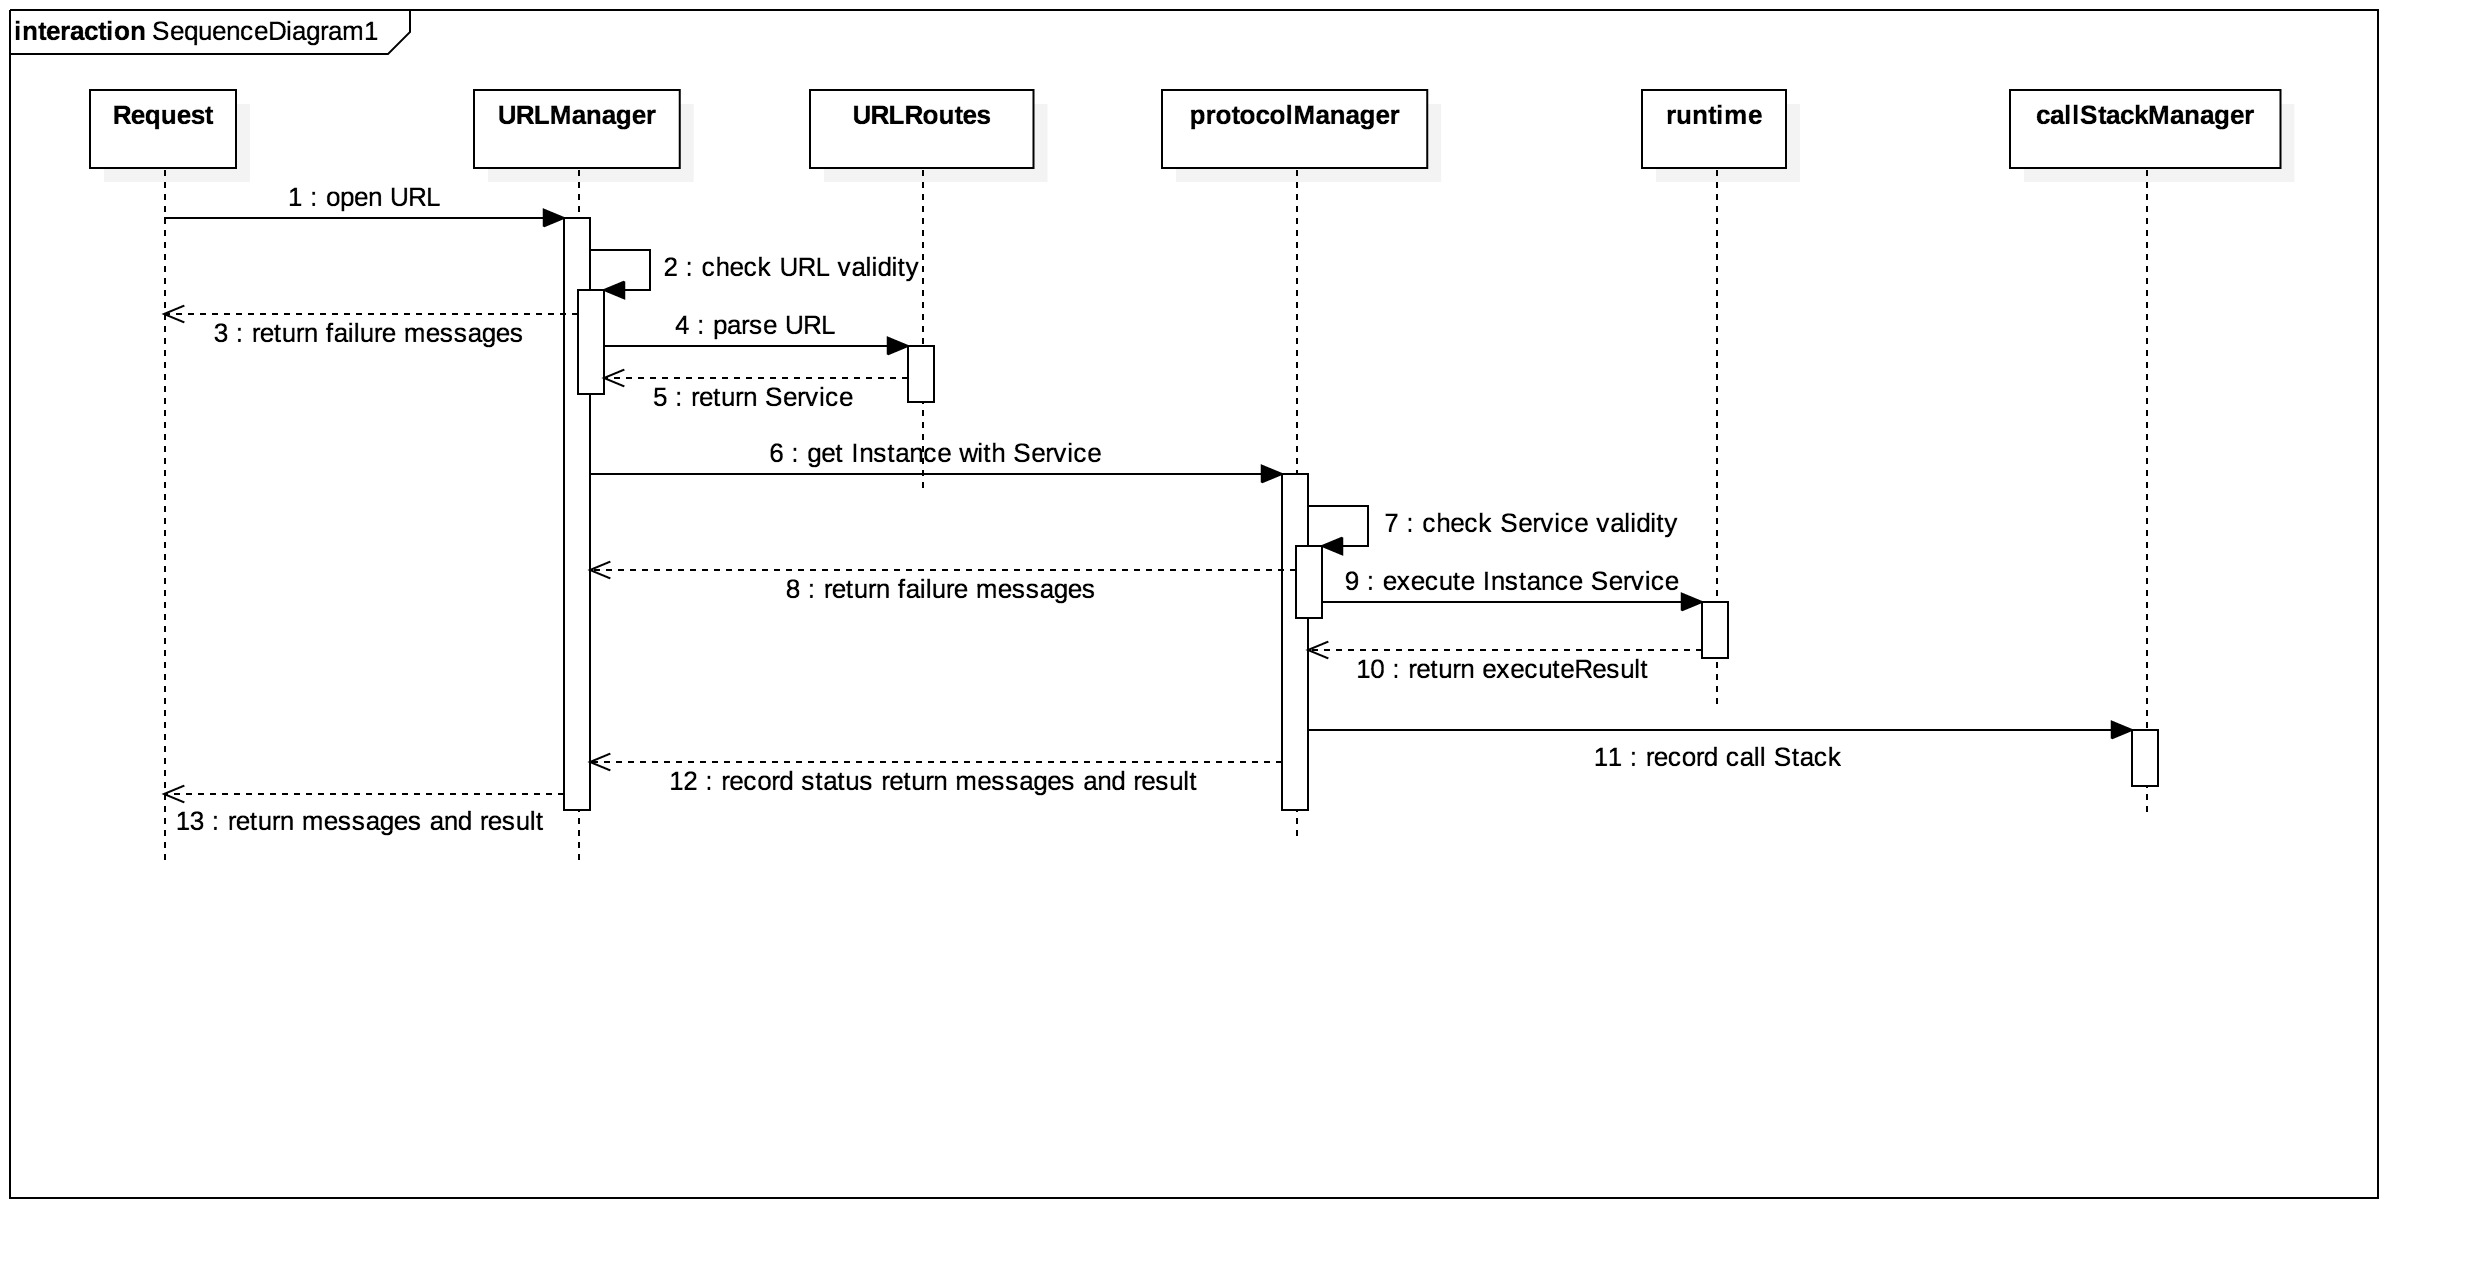 interaction SequenceDiagram1
Request
URLManager
URLRoutes
protocolManager
runtime
callStackManager
1 : open URL
2 : check URL validity
3 : return failure messages
4 : parse URL
5 : return Service
6 : get Instance with Service
7 : check Service validity
8 : return failure messages
9 : execute Instance Service
10 : return executeResult
11 : record call Stack
12 : record status return messages and result
13 : return messages and result